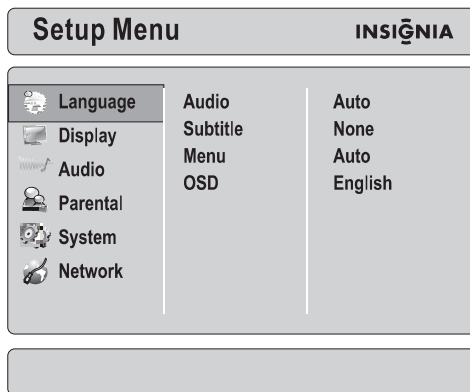 Setup Menu
INSIGNIA
Language
Display
Audio
Parental
System
Network
Audio
Subtitle
Menu
OSD
Auto
None
Auto
English